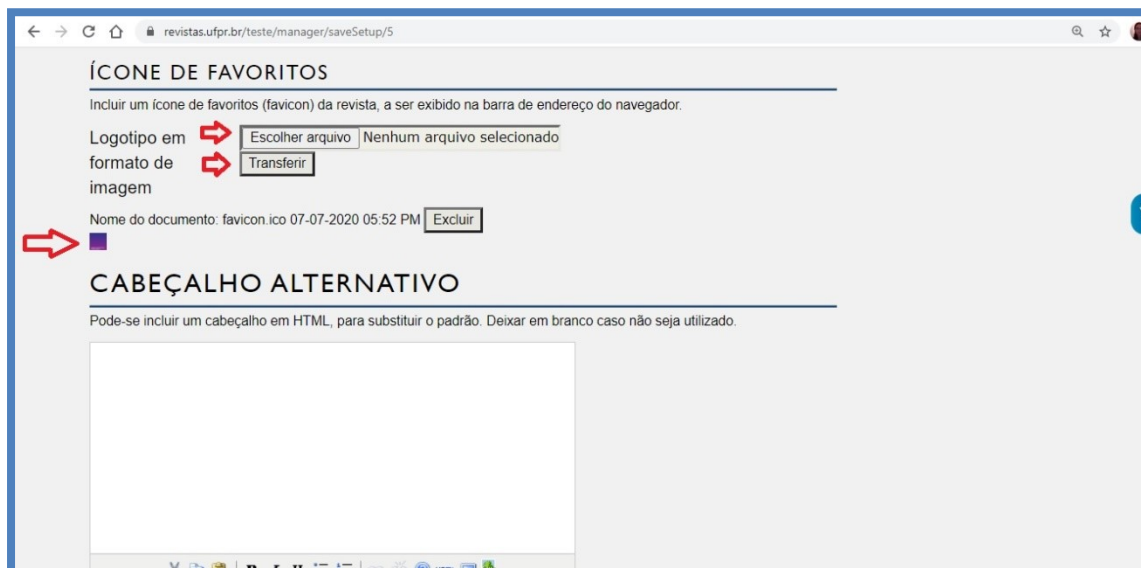 revistas.ufpr.br/teste/manager/saveSetup/5
ÍCONE DE FAVORITOS
Incluir um ícone de favoritos (favicon) da revista, a ser exibido na barra de endereço do navegador.
Logotipo em
formato de
imagem
Escolher arquivo Nenhum arquivo selecionado
Transferir
Nome do documento: favicon.ico 07-07-2020 05:52 PM Excluir
CABEÇALHO ALTERNATIVO
Pode-se incluir um cabeçalho em HTML, para substituir o padrão. Deixar em branco caso não seja utilizado.